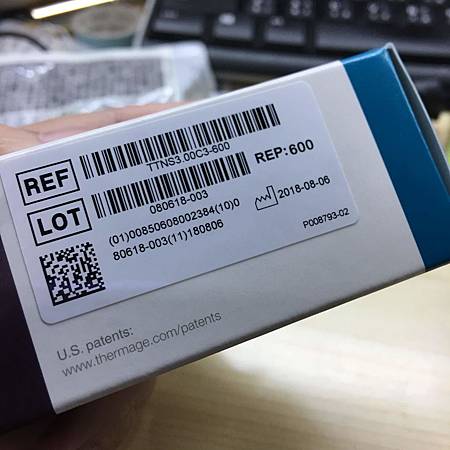 REF
TTNS3.00C3-600
LOT
080618-003
REP:600
(01)00850608002384(10)0
80618-003(11)180806
2018-08-06
P008793-02
U.S. patents:
www.thermage.com/patents